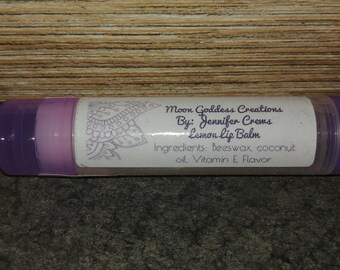 Moon Goddess Creations
By: Jennifer Crews
Lemon Lip Balm
Ingredients: Beeswax, coconut
oil, Vitamin E, Flavor